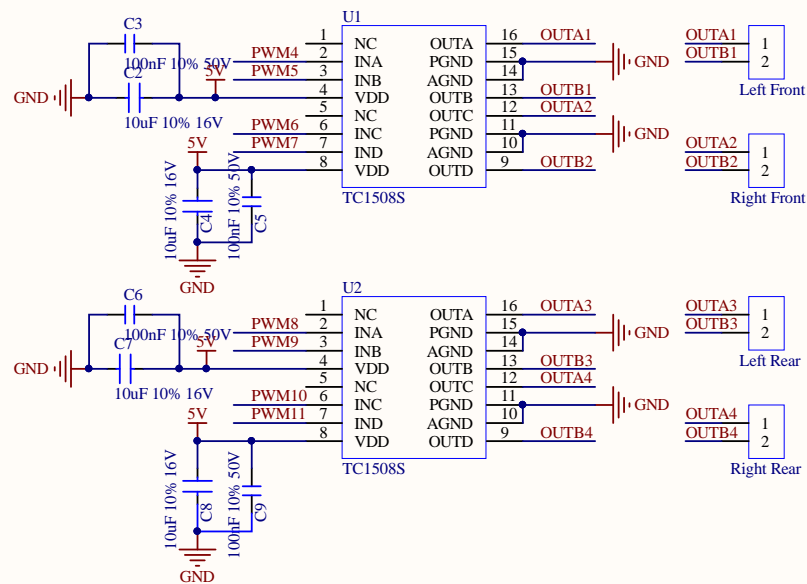 U1
C3
100nF 10% 50V
C2
10uF 10% 16V
GND
5V
PWM4
PWM5
PWM6
PWM7
1 NC OUTA 16 OUTA1
2 INA PGND 15
3 INB AGND 14
4 VDD OUTB 13 OUTB1
5 NC OUTC 12 OUTA2
6 INC PGND 11
7 IND AGND 10
8 VDD OUTD 9 OUTB2
TC1508S
GND
GND
OUTA1 1
OUTB1 2
Left Front
OUTA2 1
OUTB2 2
Right Front
5V
10uF 10% 16V
C4
100nF 10% 50V
C5
GND
U2
C6
100nF 10% 50V
C7
10uF 10% 16V
GND
5V
PWM8
PWM9
PWM10
PWM11
1 NC OUTA 16 OUTA3
2 INA PGND 15
3 INB AGND 14
4 VDD OUTB 13 OUTB3
5 NC OUTC 12 OUTA4
6 INC PGND 11
7 IND AGND 10
8 VDD OUTD 9 OUTB4
TC1508S
GND
GND
OUTA3 1
OUTB3 2
Left Rear
OUTA4 1
OUTB4 2
Right Rear
5V
10uF 10% 16V
C8
100nF 10% 50V
C9
GND